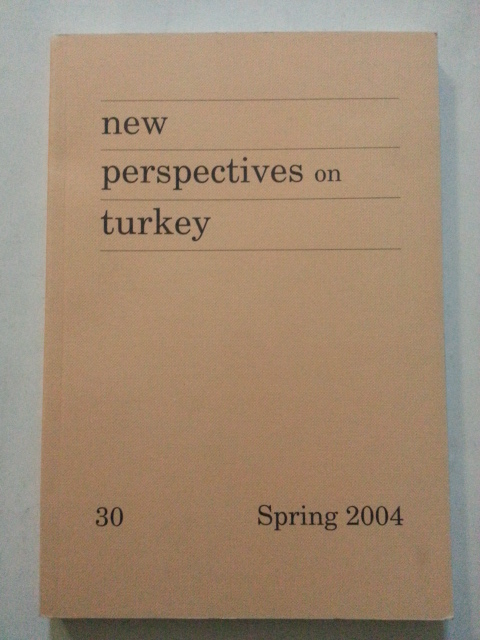 new
perspectives on
turkey
30 Spring 2004